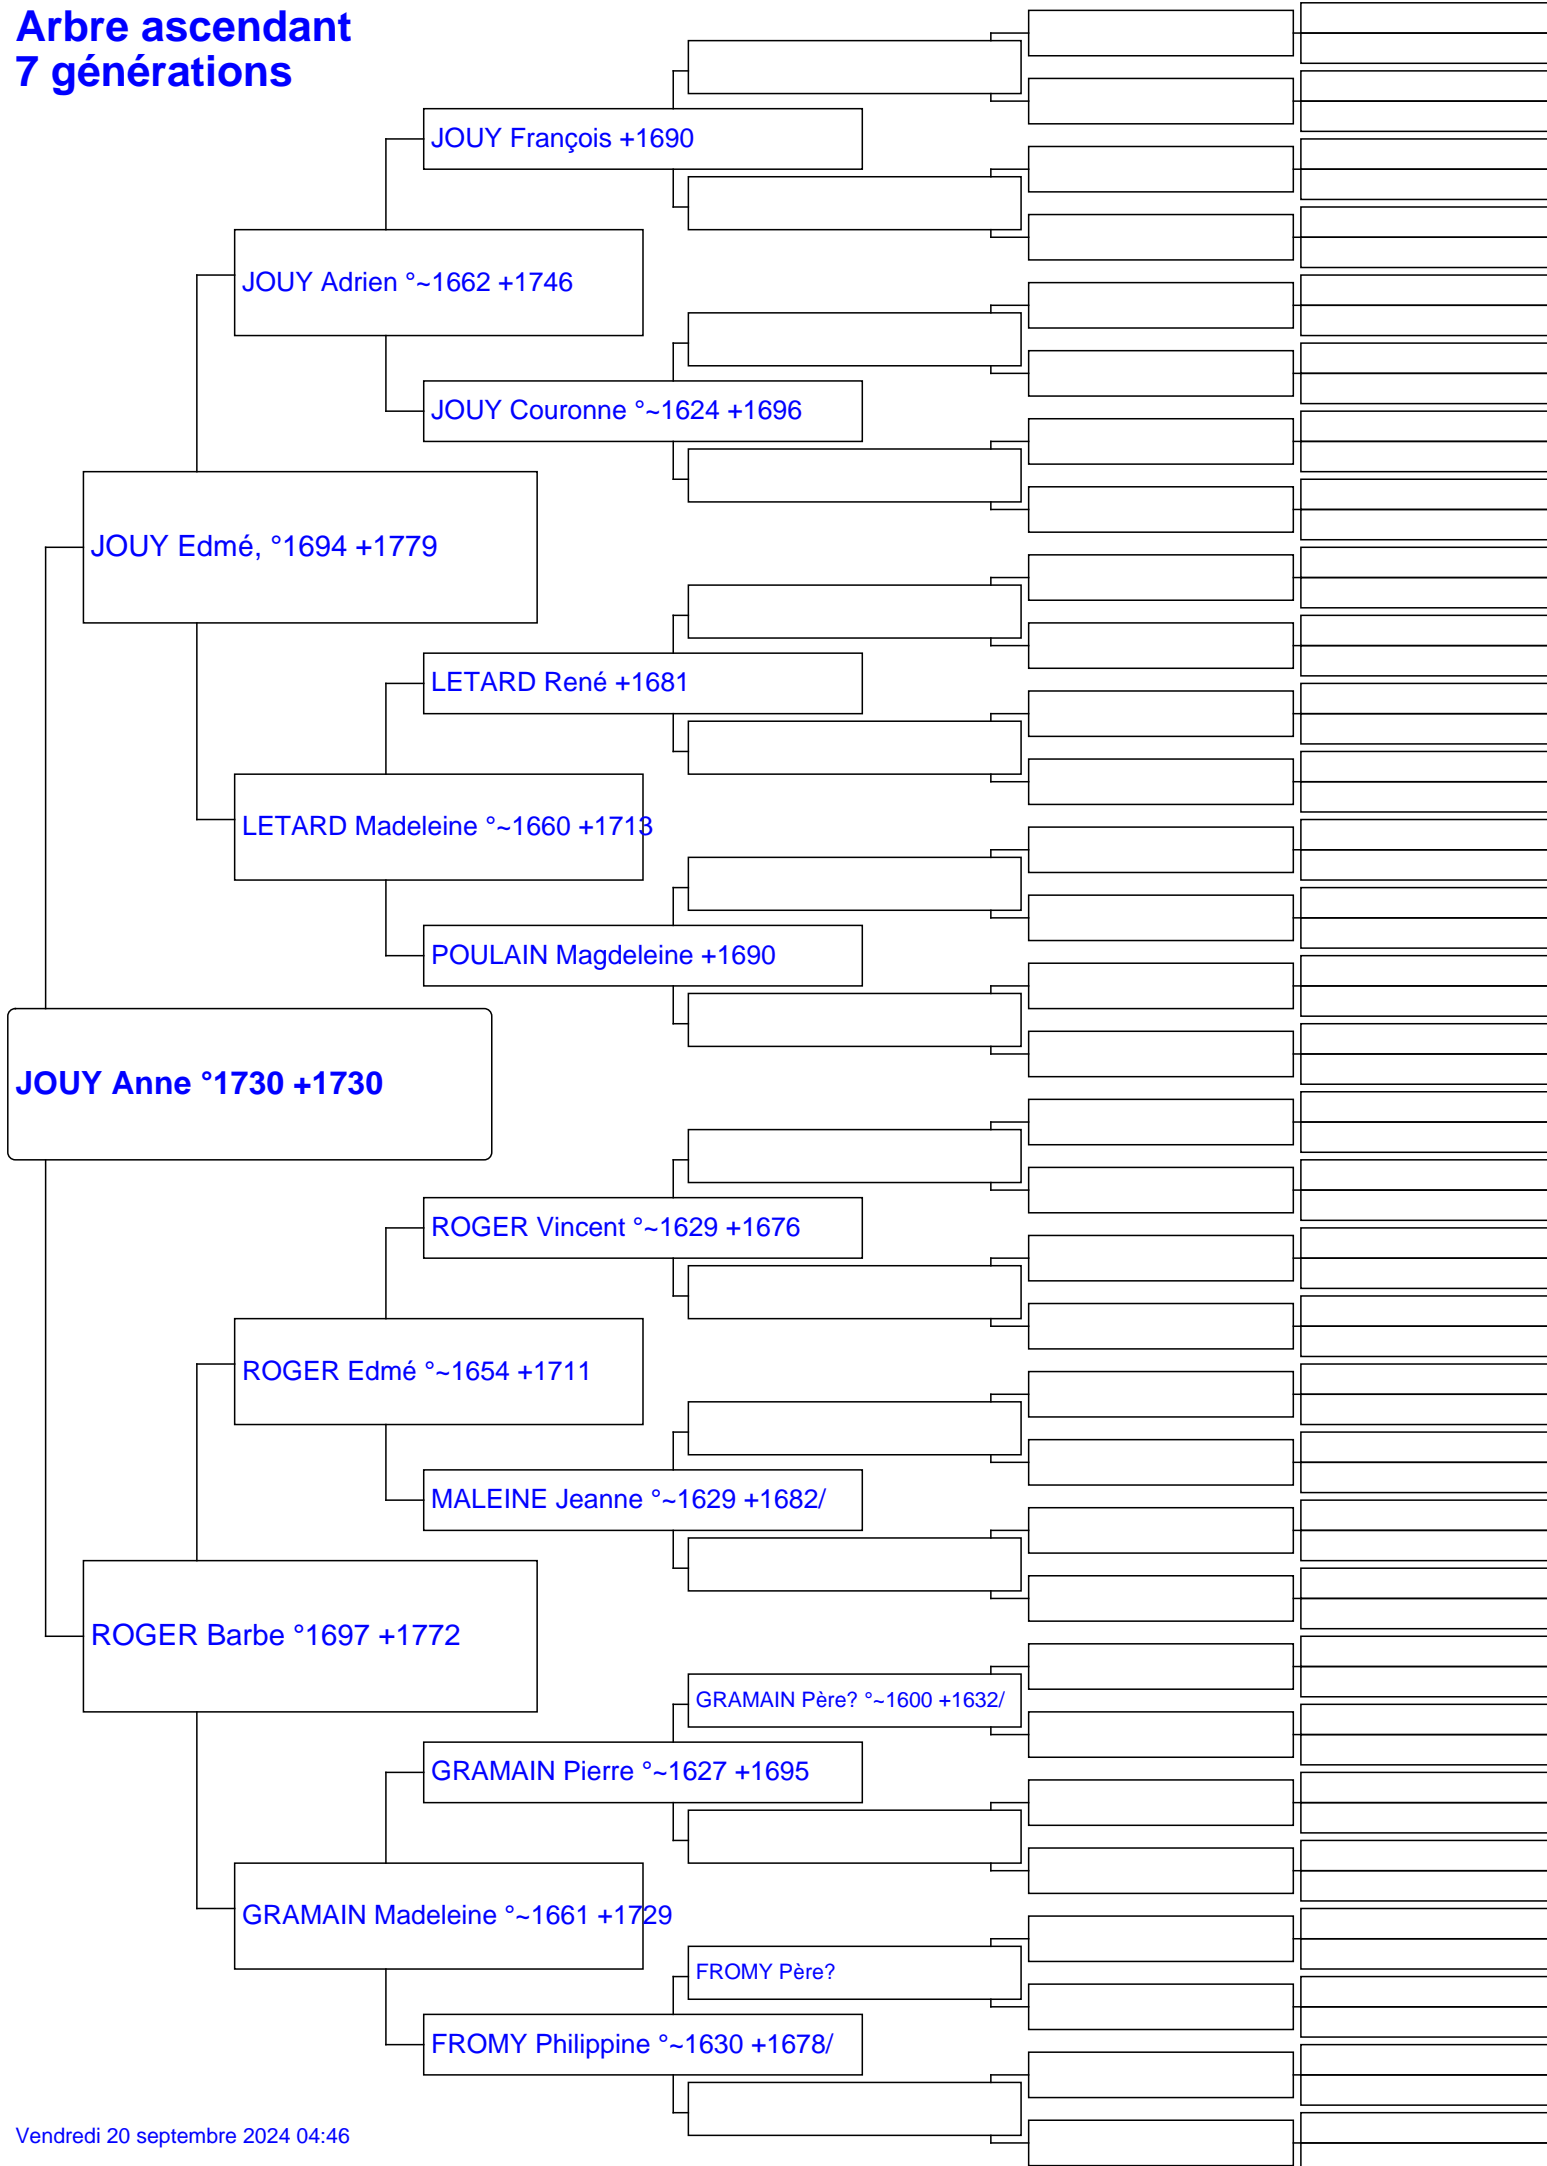 Arbre ascendant
7 générations
JOUY François +1690
JOUY Adrien °~1662 +1746
JOUY Couronne °~1624 +1696
JOUY Edmé, °1694 +1779
LETARD René +1681
LETARD Madeleine °~1660 +1713
POULAIN Magdeleine +1690
JOUY Anne °1730 +1730
ROGER Vincent °~1629 +1676
ROGER Edmé °~1654 +1711
MALEINE Jeanne °~1629 +1682/
ROGER Barbe °1697 +1772
GRAMAIN Père? °~1600 +1632/
GRAMAIN Pierre °~1627 +1695
GRAMAIN Madeleine °~1661 +1729
FROMY Père?
FROMY Philippine °~1630 +1678/
Vendredi 20 septembre 2024 04:46